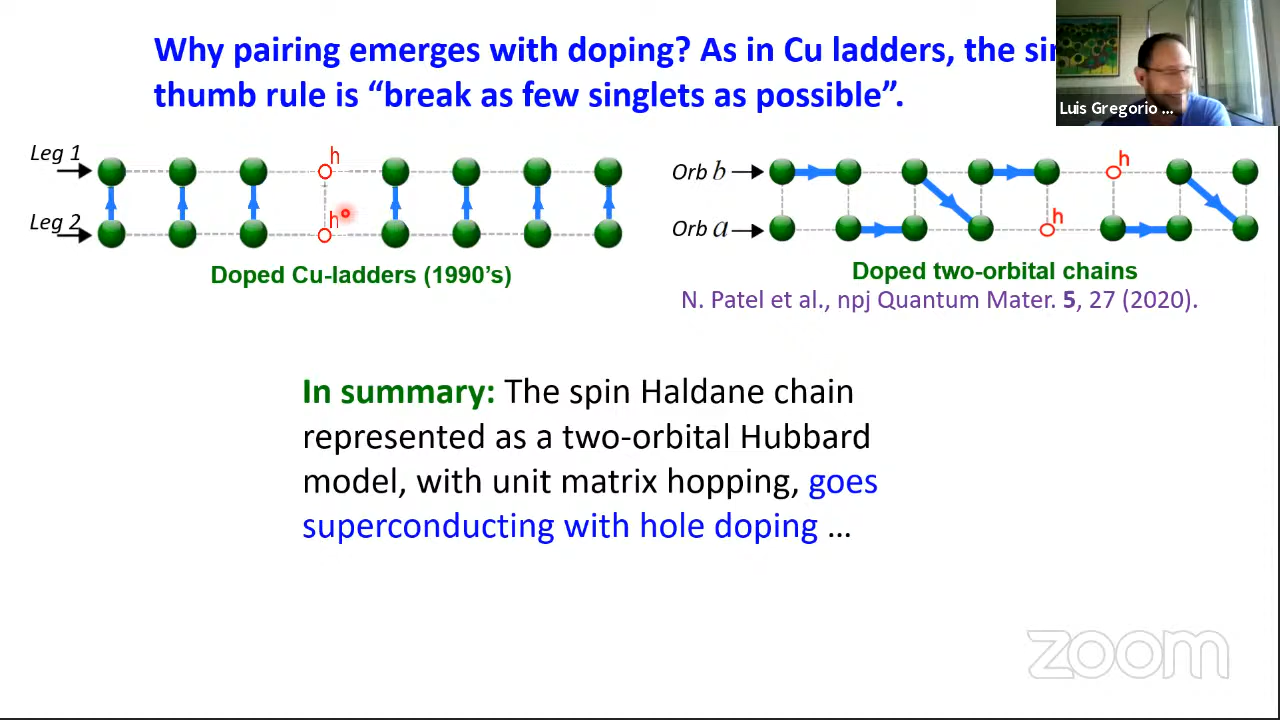 Why pairing emerges with doping? As in Cu ladders, the
thumb rule is “break as few singlets as possible”.
Luis Gregorio ...
Leg 1
h
Leg 2
h
Doped Cu-ladders (1990's)
Orb b
h
Orb a
h
Doped two-orbital chains
N. Patel et al., npj Quantum Mater. 5, 27 (2020).
In summary: The spin Haldane chain
represented as a two-orbital Hubbard
model, with unit matrix hopping, goes
superconducting with hole doping ...
zoom